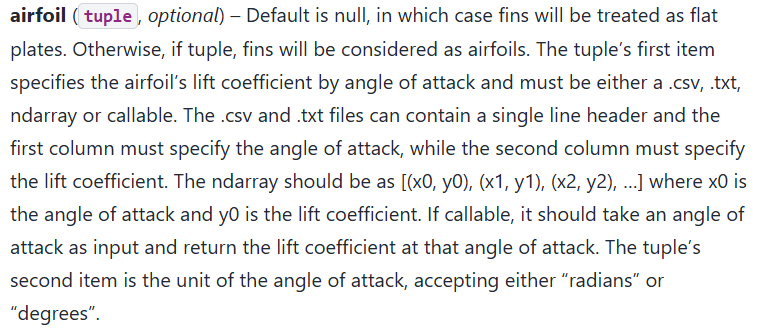 airfoil (tuple, optional) – Default is null, in which case fins will be treated as flat
plates. Otherwise, if tuple, fins will be considered as airfoils. The tuple’s first item
specifies the airfoil’s lift coefficient by angle of attack and must be either a .csv, .txt,
ndarray or callable. The .csv and .txt files can contain a single line header and the
first column must specify the angle of attack, while the second column must specify
the lift coefficient. The ndarray should be as [(x0, y0), (x1, y1), (x2, y2), …] where x0 is
the angle of attack and y0 is the lift coefficient. If callable, it should take an angle of
attack as input and return the lift coefficient at that angle of attack. The tuple’s
second item is the unit of the angle of attack, accepting either “radians” or
“degrees”.